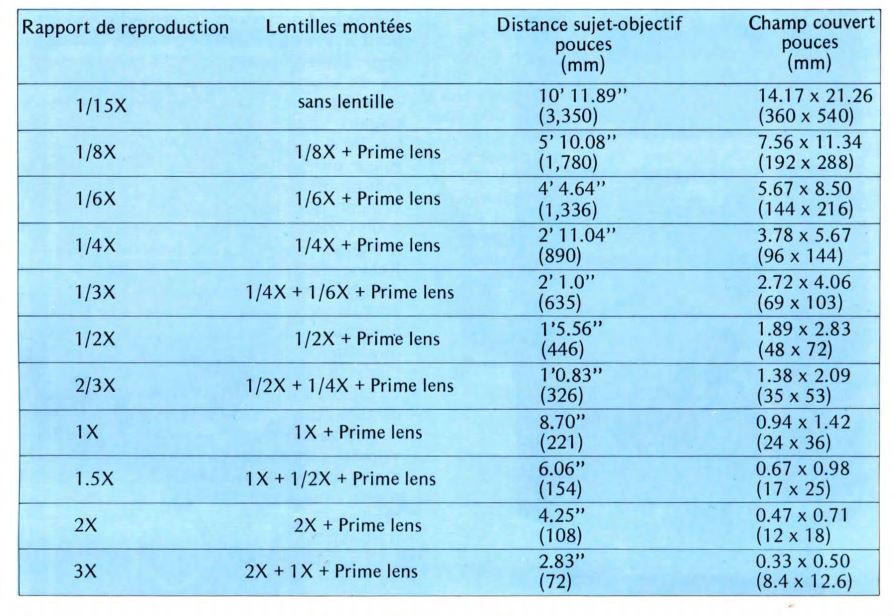 Rapport de reproduction Lentilles montées Distance sujet-objectif Champ couvert
pouces pouces
(mm) (mm)
1/15X sans lentille 10' 11.89'' 14.17 x 21.26
(3,350) (360 x 540)
1/8X 1/8X + Prime lens 5' 10.08'' 7.56 x 11.34
(1,780) (192 x 288)
1/6X 1/6X + Prime lens 4' 4.64'' 5.67 x 8.50
(1,336) (144 x 216)
1/4X 1/4X + Prime lens 2' 11.04'' 3.78 x 5.67
(890) (96 x 144)
1/3X 1/4X + 1/6X + Prime lens 2' 1.0'' 2.72 x 4.06
(635) (69 x 103)
1/2X 1/2X + Prime lens 1'5.56'' 1.89 x 2.83
(446) (48 x 72)
2/3X 1/2X + 1/4X + Prime lens 1'0.83'' 1.38 x 2.09
(326) (35 x 53)
1X 1X + Prime lens 8.70'' 0.94 x 1.42
(221) (24 x 36)
1.5X 1X + 1/2X + Prime lens 6.06'' 0.67 x 0.98
(154) (17 x 25)
2X 2X + Prime lens 4.25'' 0.47 x 0.71
(108) (12 x 18)
3X 2X + 1X + Prime lens 2.83'' 0.33 x 0.50
(72) (8.4 x 12.6)